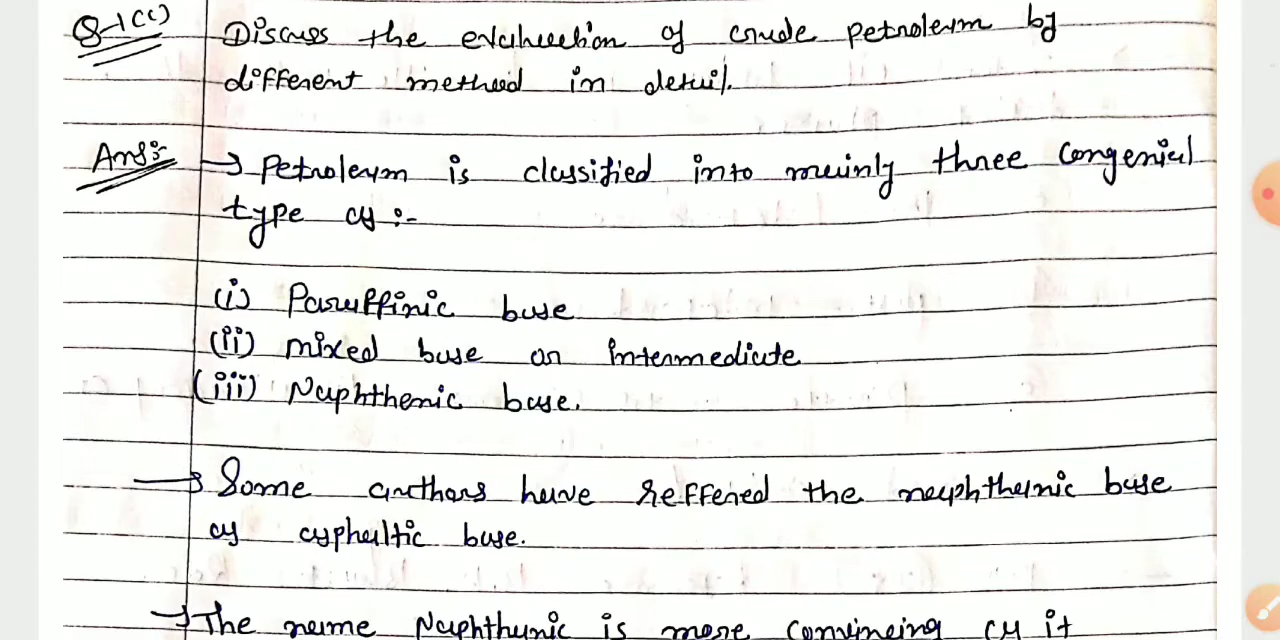 Q-1(C) Discuss the evaluation of crude petroleum by
different method in detail.
Ans:- → Petroleum is classified into mainly three congenial
type as :-
(i) Paraffinic base
(ii) mixed base or intermediate
(iii) Naphthenic base.
→ Some authors have reffered the naphthenic base
as asphaltic base.
→ The name Naphthunic is more convincing as it